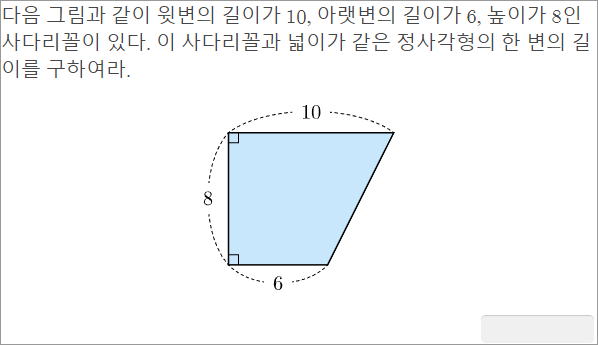 다음 그림과 같이 윗변의 길이가 10, 아랫변의 길이가 6, 높이가 8인
사다리꼴이 있다. 이 사다리꼴과 넓이가 같은 정사각형의 한 변의 길
이를 구하여라.
10
8
6